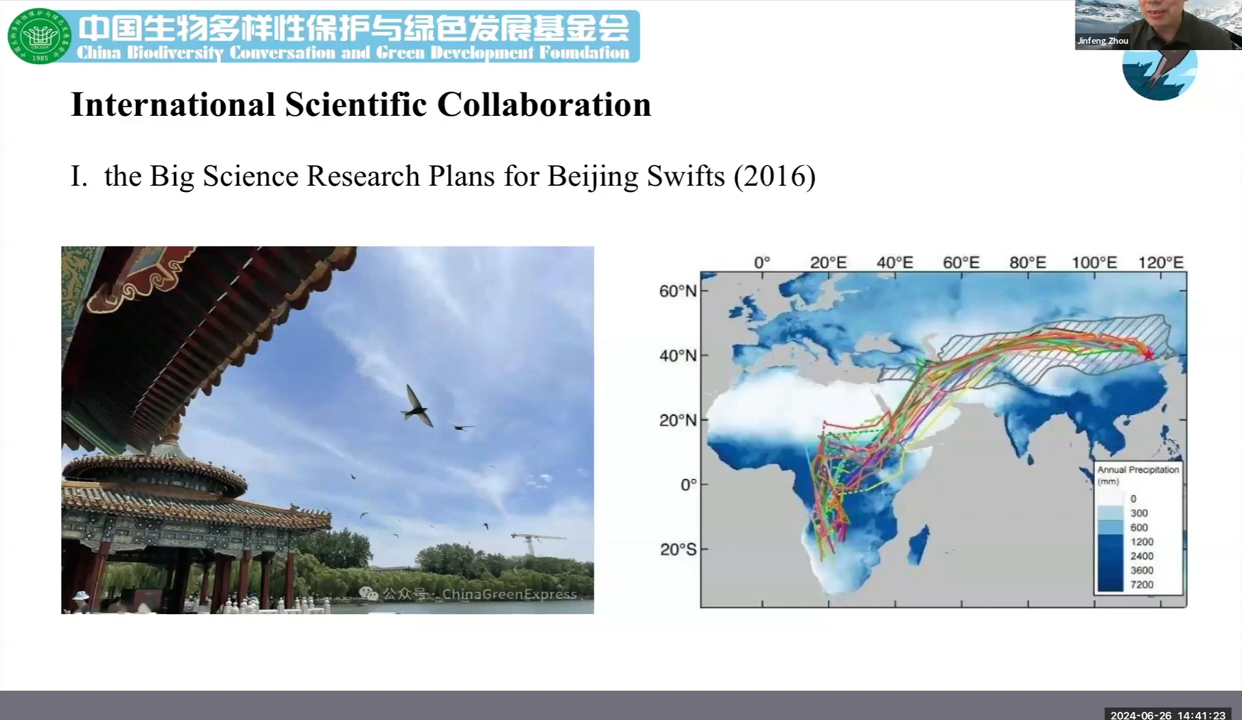 中国生物多样性保护与绿色发展基金会
China Biodiversity Conversation and Green Development Foundation
1985
Jinfeng Zhou
International Scientific Collaboration
I. the Big Science Research Plans for Beijing Swifts (2016)
公众号 · ChinaGreenExpress
0° 20°E 40°E 60°E 80°E 100°E 120°E
60°N
40°N
20°N
0°
20°S
Annual Precipitation
(mm)
0
300
600
1200
2400
3600
7200
2024-06-26 14:41:23